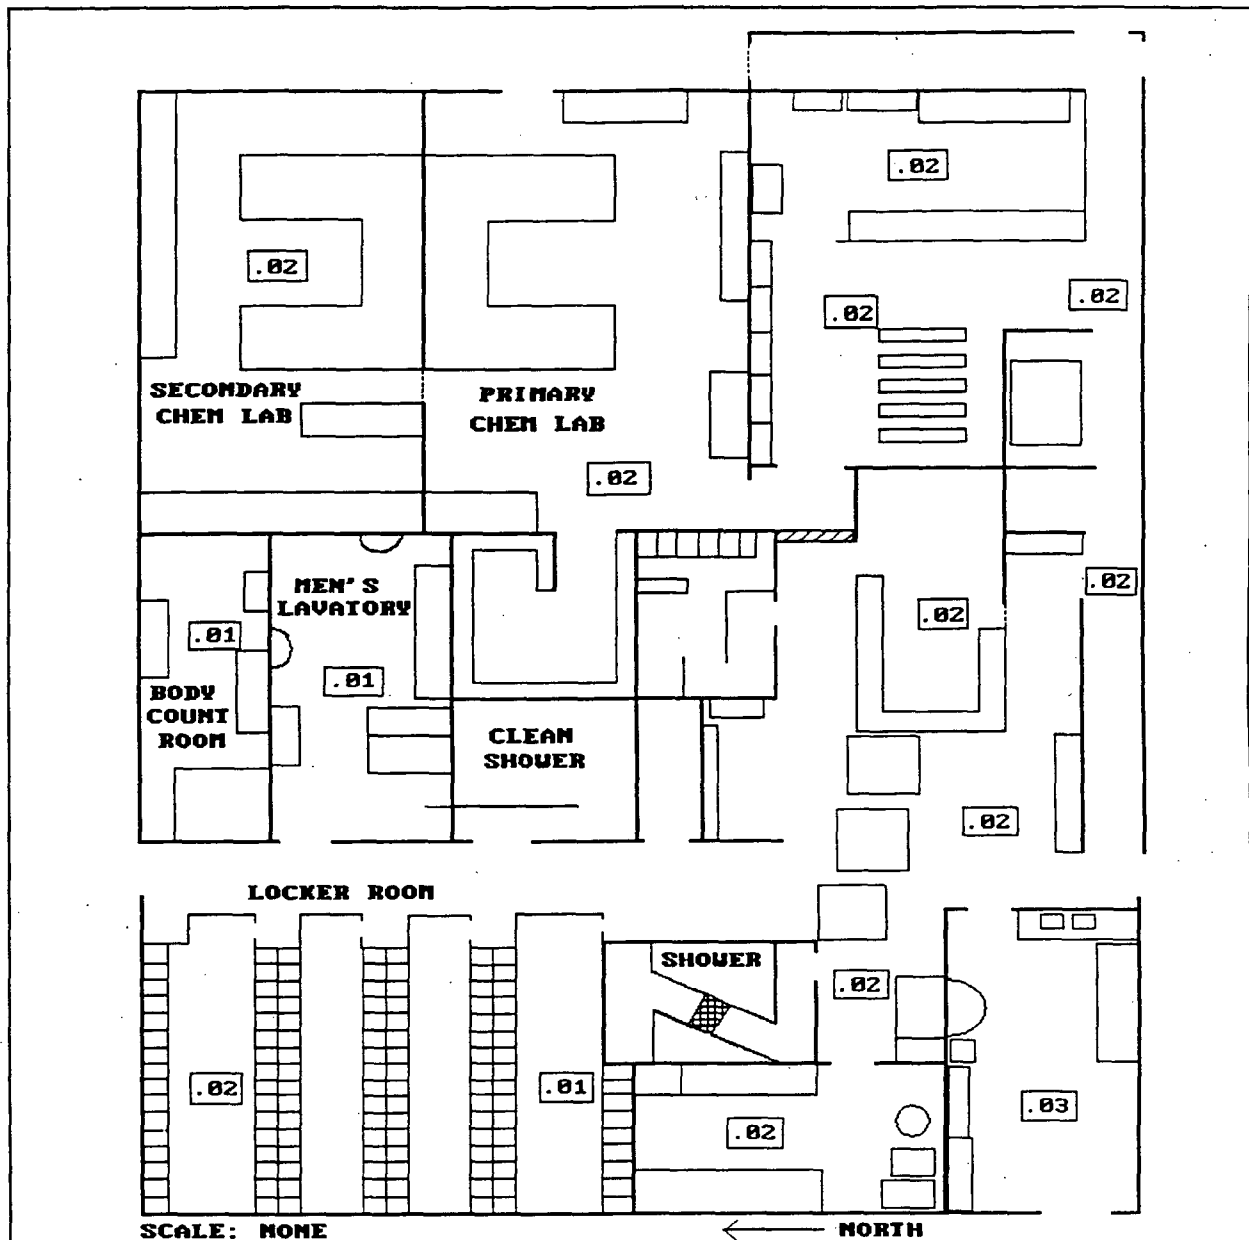 .02
.02
.02
.02
SECONDARY
CHEM LAB
PRIMARY
CHEM LAB
.02
.02
.02
MEN'S
LAVATORY
.01
.01
BODY
COUNT
ROOM
CLEAN
SHOWER
.02
LOCKER ROOM
SHOWER
.02
.02
.01
.03
.02
SCALE: NONE
NORTH